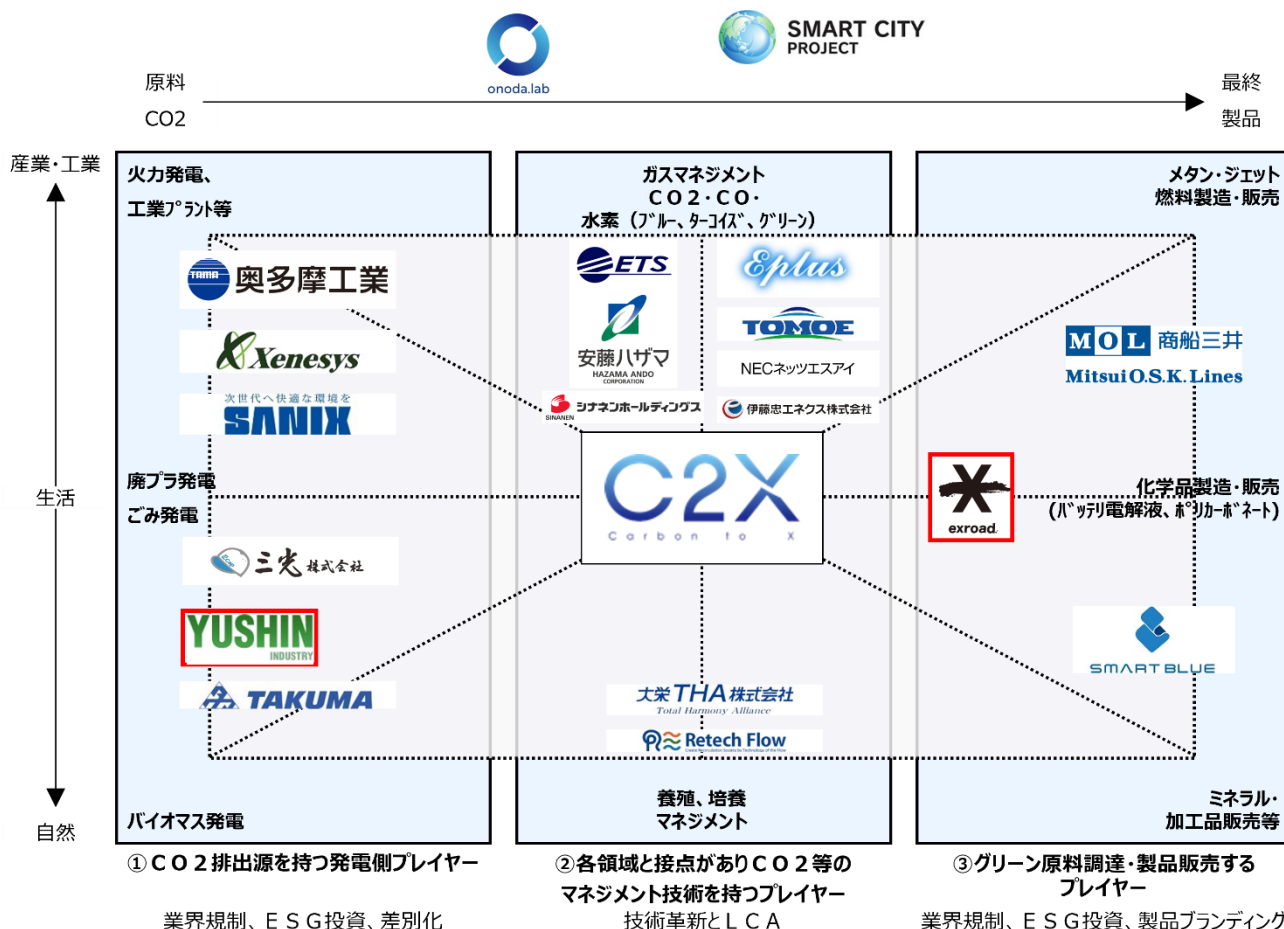 onoda.lab
SMART CITY
PROJECT
原料
CO2
最終
製品
産業・工業
生活
自然
火力発電、
工業プラント等
TAMA
奥多摩工業
Xenesys
次世代へ快適な環境を
SANIX
廃プラ発電
ごみ発電
三光株式会社
YUSHIN
INDUSTRY
TAKUMA
バイオマス発電
ガスマネジメント
CO2・CO・
水素（ブルー、ターコイズ、グリーン）
ETS
Eplus
安藤ハザマ
HAZAMA ANDO
CORPORATION
TOMOE
NECネッツエスアイ
SINANEN
シナネンホールディングス
伊藤忠エネクス株式会社
C2X
Carbon to X
大栄THA株式会社
Total Harmony Alliance
Retech Flow
養殖、培養
マネジメント
メタン・ジェット
燃料製造・販売
MOL 商船三井
Mitsui O.S.K. Lines
exroad
化学品製造・販売
(バッテリ電解液、ポリカーボネート)
SMART BLUE
ミネラル・
加工品販売等
①CO2排出源を持つ発電側プレイヤー
業界規制、ESG投資、差別化
②各領域と接点がありCO2等の
マネジメント技術を持つプレイヤー
技術革新とLCA
③グリーン原料調達・製品販売する
プレイヤー
業界規制、ESG投資、製品ブランディング